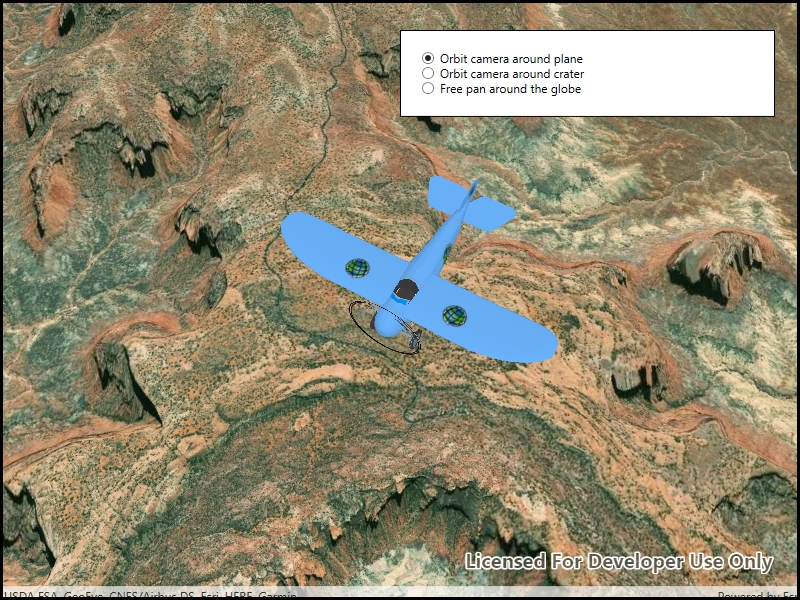 Orbit camera around plane
Orbit camera around crater
Free pan around the globe
Licensed For Developer Use Only
USDA FSA, GeoEye, CNES/Airbus DS, Esri, HERE, Garmin
Powered by Esri